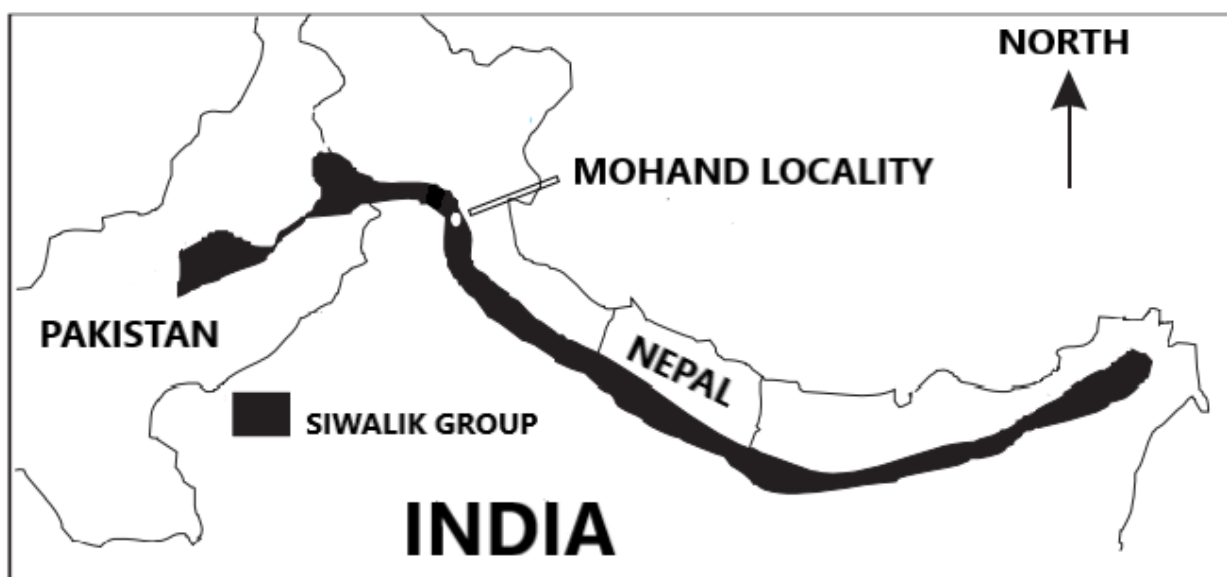 NORTH
MOHAND LOCALITY
PAKISTAN
NEPAL
SIWALIK GROUP
INDIA